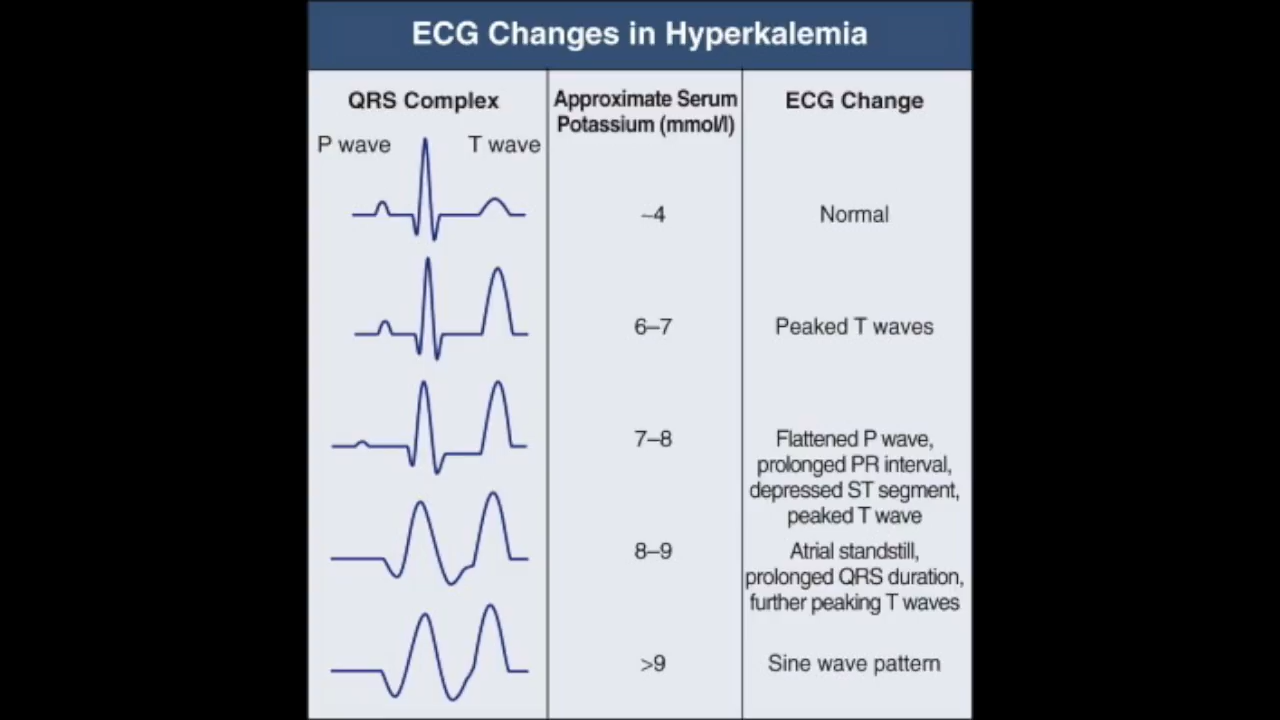 ECG Changes in Hyperkalemia
QRS Complex
Approximate Serum
Potassium (mmol/l)
ECG Change
P wave
T wave
~4
Normal
6–7
Peaked T waves
7–8
Flattened P wave,
prolonged PR interval,
depressed ST segment,
peaked T wave
8–9
Atrial standstill,
prolonged QRS duration,
further peaking T waves
>9
Sine wave pattern